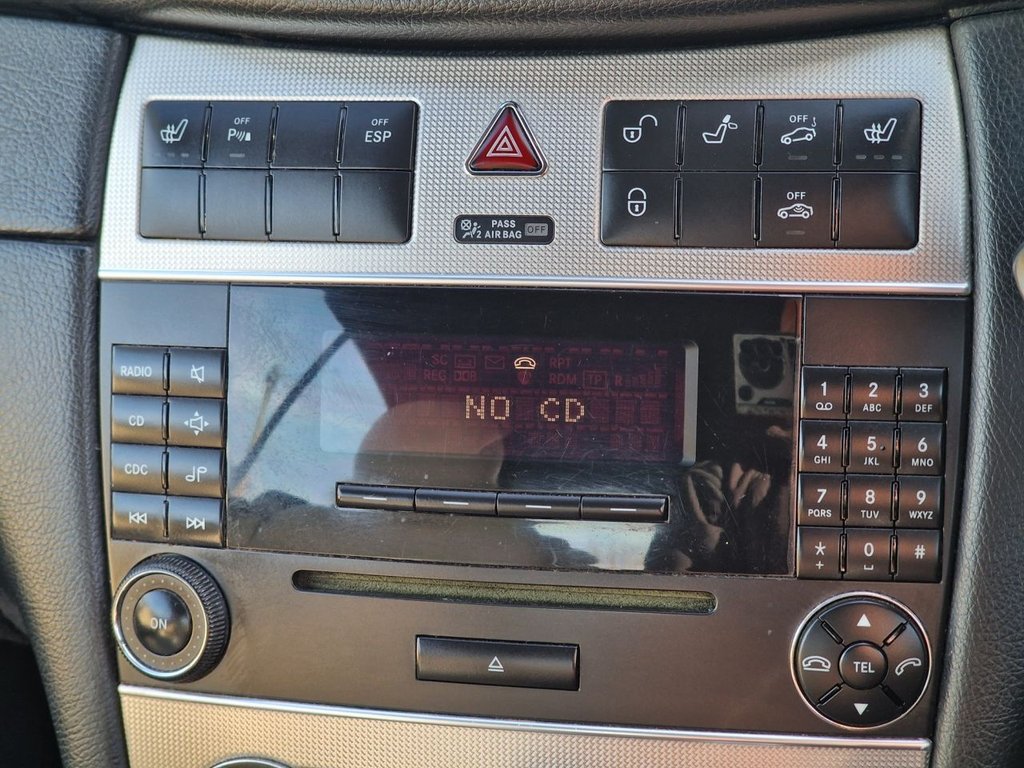 OFF
P
OFF
ESP
PASS
2 AIR BAG OFF
OFF
OFF
RADIO
CD
CDC
ON
SC
REG
RPT
RDM TP R
NO CD
1
2 ABC
3 DEF
4 GHI
5 JKL
6 MNO
7 PQRS
8 TUV
9 WXYZ
* +
0
#
TEL